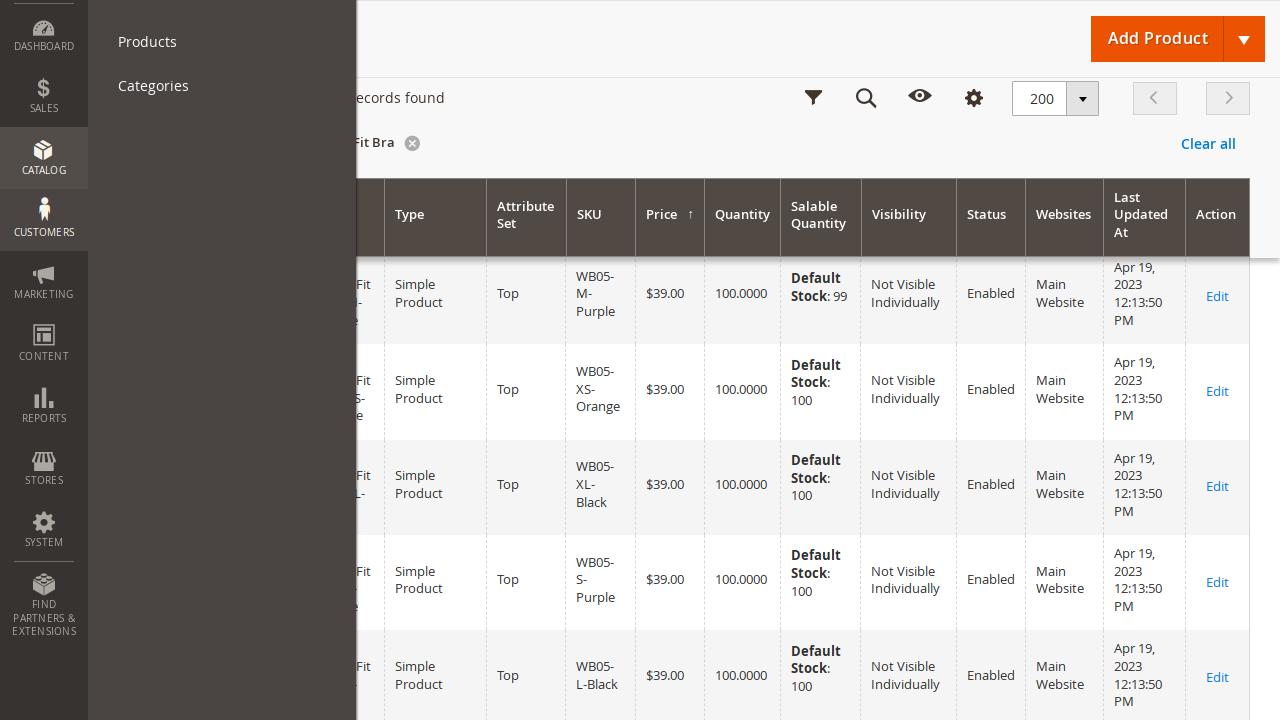 DASHBOARD
SALES
CATALOG
CUSTOMERS
MARKETING
CONTENT
REPORTS
STORES
SYSTEM
FIND
PARTNERS &
EXTENSIONS
Products
Categories
Add Product
ecords found
200
Fit Bra
Clear all
Type
Attribute
Set
SKU
Price ↑
Quantity
Salable
Quantity
Visibility
Status
Websites
Last
Updated
At
Action
Fit
Simple
Product
Top
WB05-
M-
Purple
$39.00
100.0000
Default
Stock: 99
Not Visible
Individually
Enabled
Main
Website
Apr 19,
2023
12:13:50
PM
Edit
Fit
S-
e
Simple
Product
Top
WB05-
XS-
Orange
$39.00
100.0000
Default
Stock:
100
Not Visible
Individually
Enabled
Main
Website
Apr 19,
2023
12:13:50
PM
Edit
Fit
L-
Simple
Product
Top
WB05-
XL-
Black
$39.00
100.0000
Default
Stock:
100
Not Visible
Individually
Enabled
Main
Website
Apr 19,
2023
12:13:50
PM
Edit
Fit
Simple
Product
Top
WB05-
S-
Purple
$39.00
100.0000
Default
Stock:
100
Not Visible
Individually
Enabled
Main
Website
Apr 19,
2023
12:13:50
PM
Edit
Fit
Simple
Product
Top
WB05-
L-Black
$39.00
100.0000
Default
Stock:
100
Not Visible
Individually
Enabled
Main
Website
Apr 19,
2023
12:13:50
PM
Edit